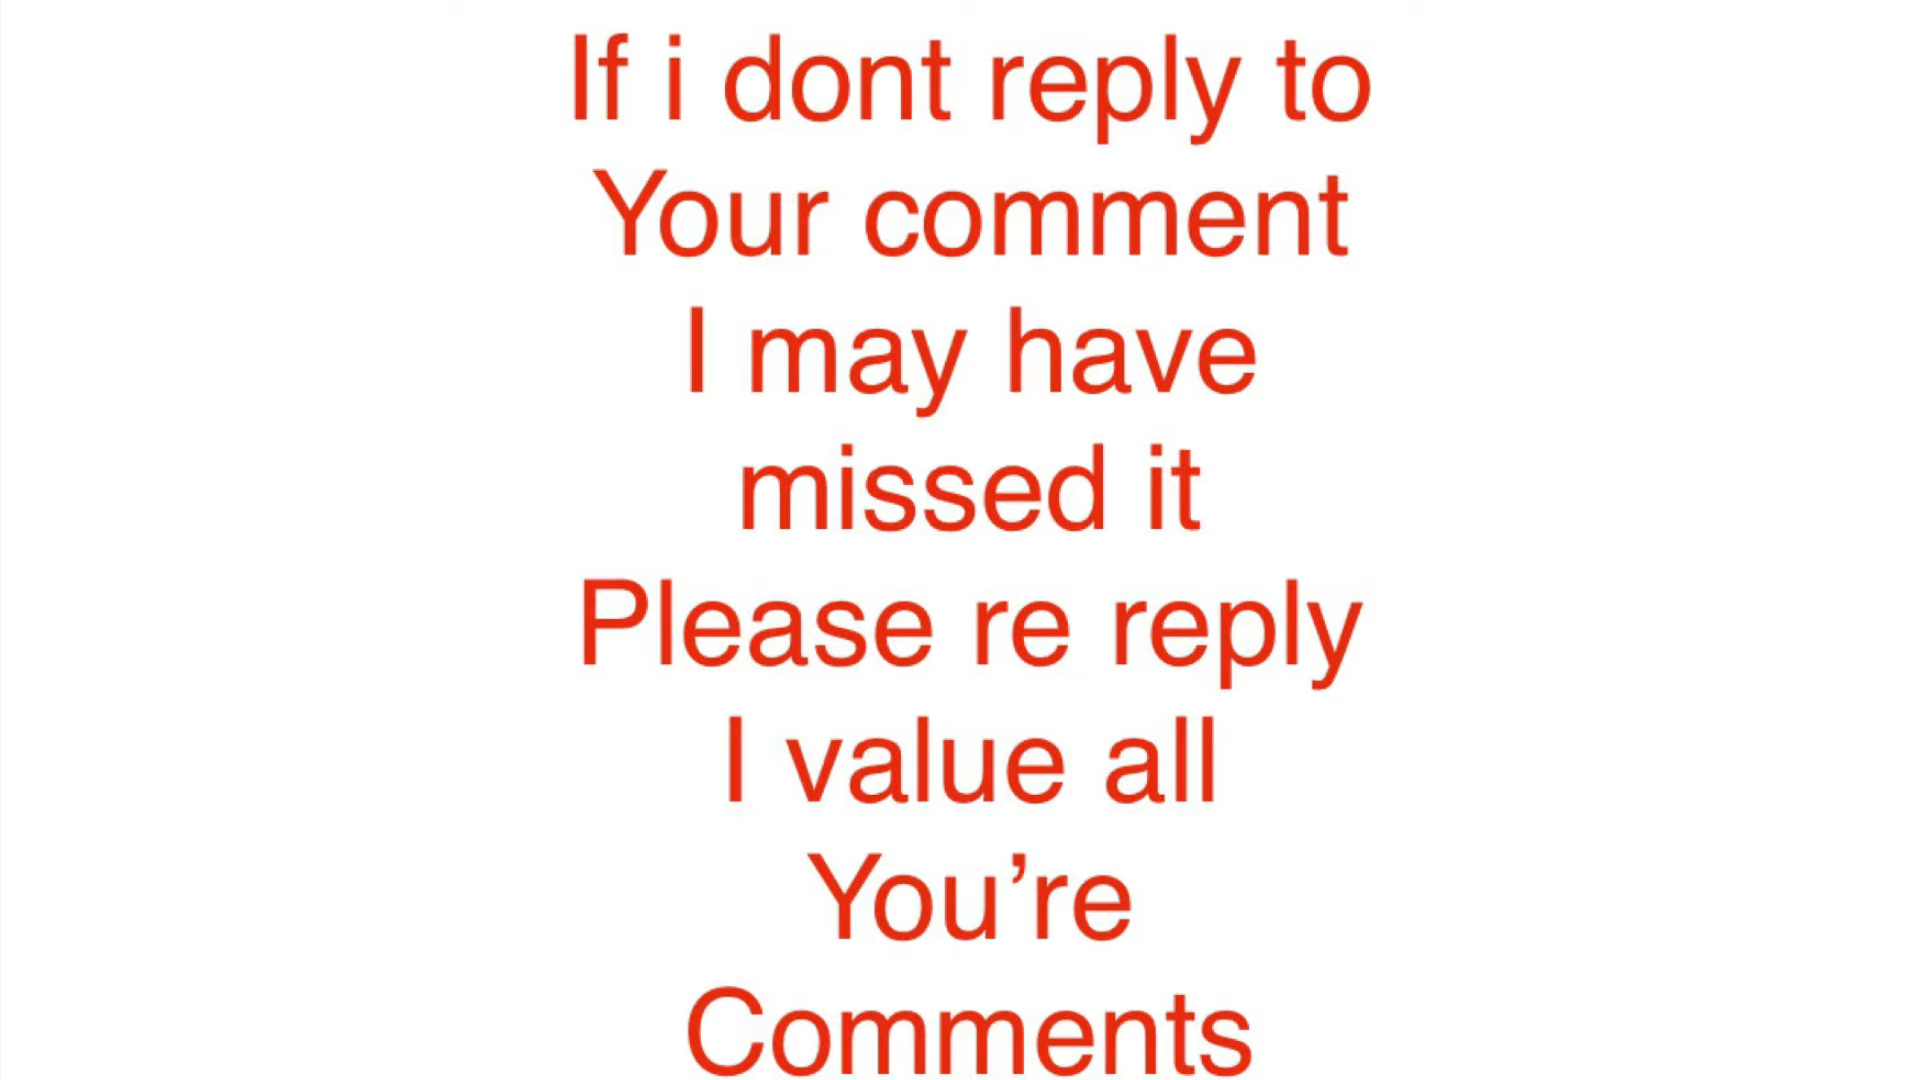 If i dont reply to
Your comment
I may have
missed it
Please re reply
I value all
You’re
Comments